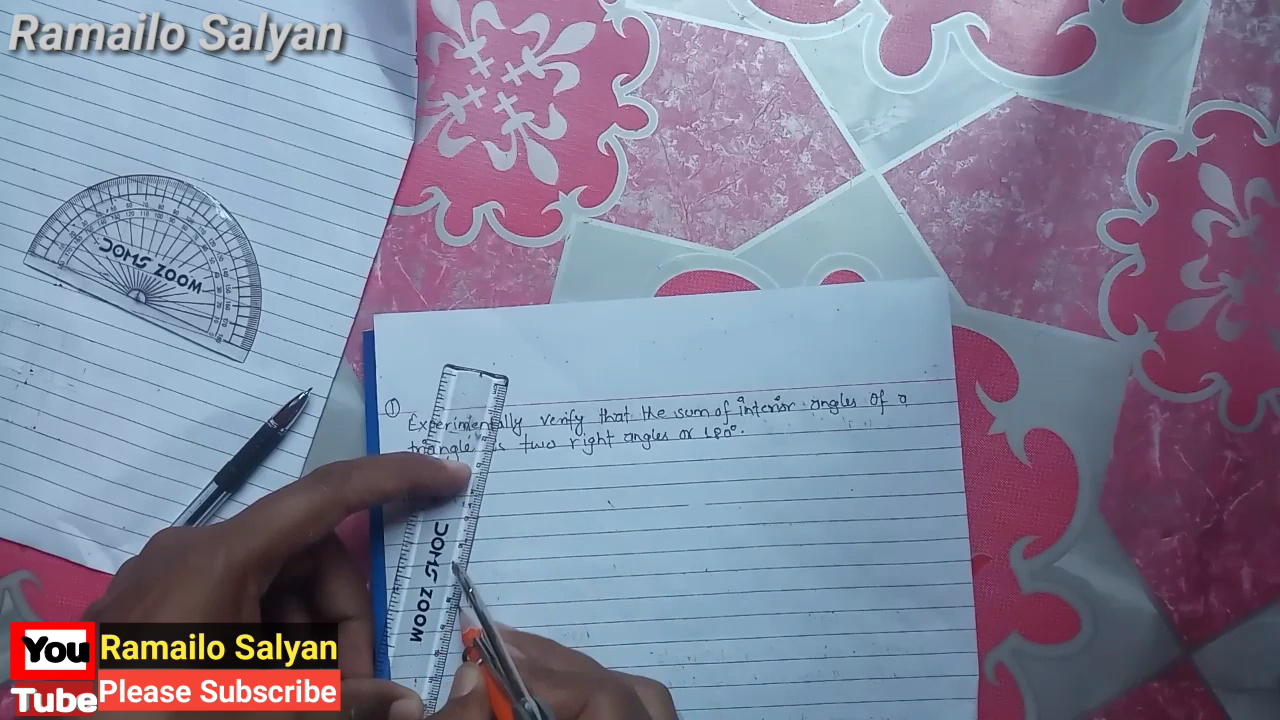 Ramailo Salyan
DOMS ZOOM
① Experimentally verify that the sum of interior angles of a
triangle is two right angles or 180°.
DOMS ZOOM
You Ramailo Salyan
Tube Please Subscribe